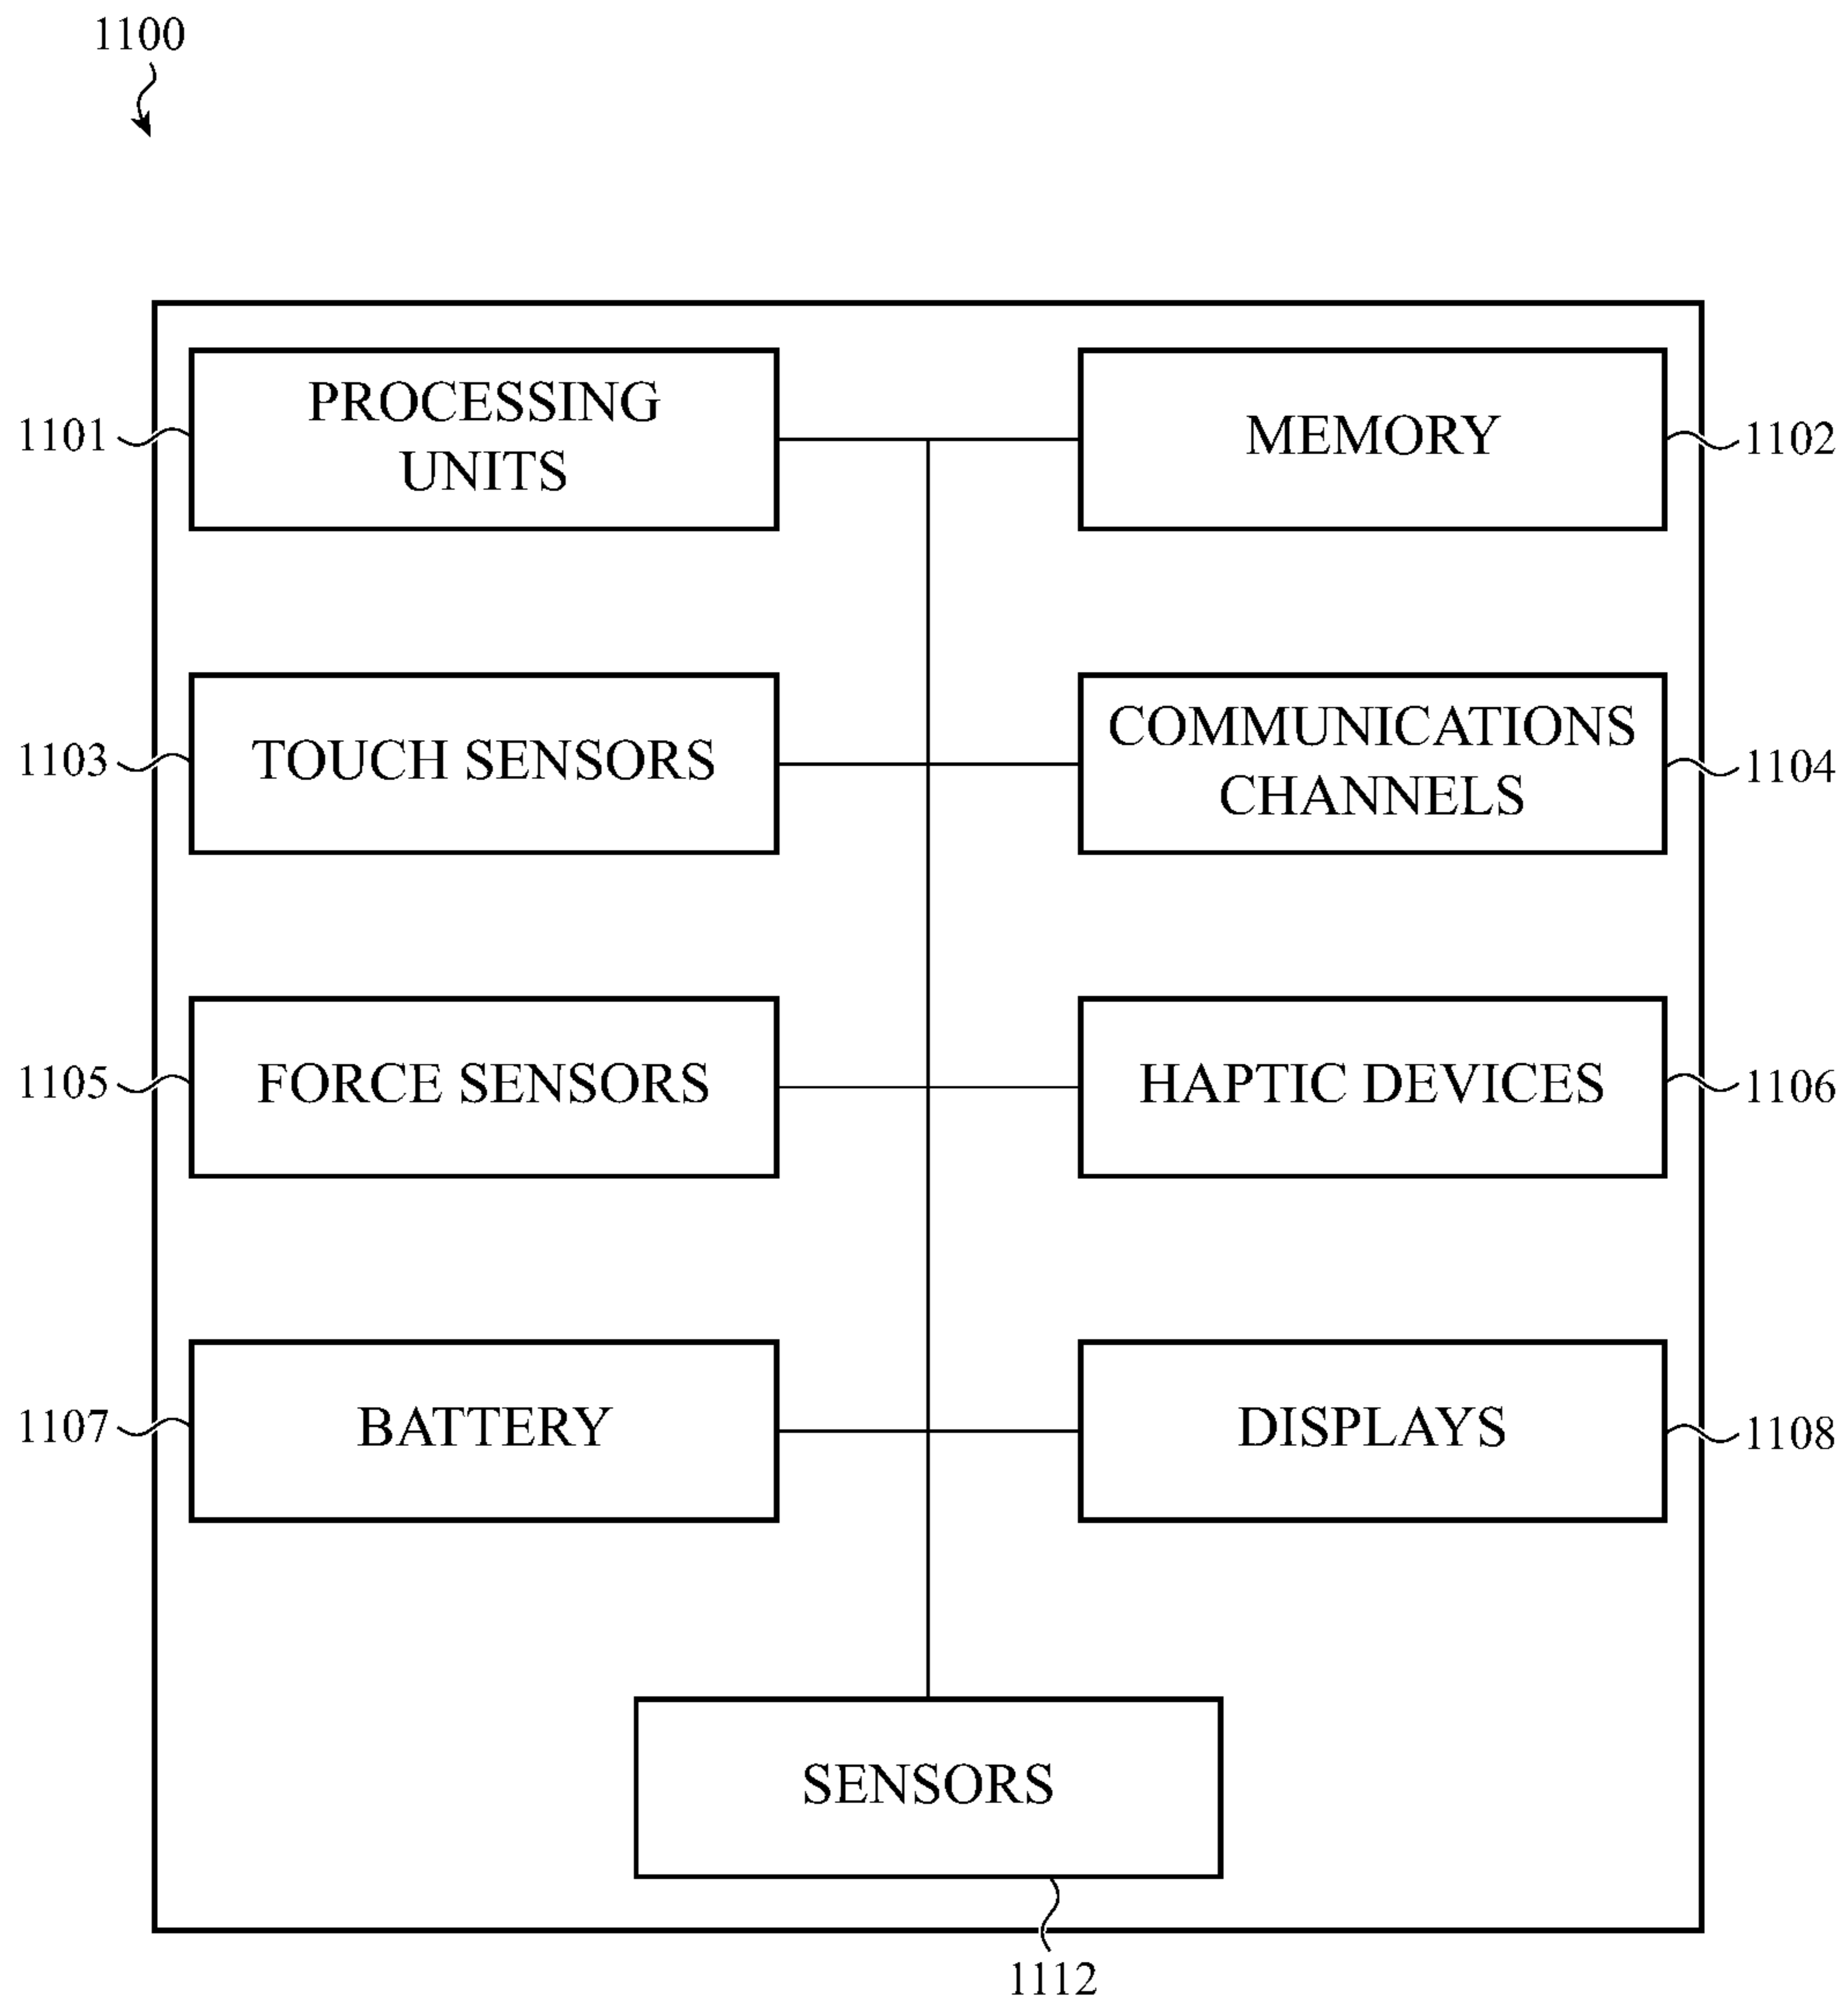 1100
PROCESSING
UNITS
1101
MEMORY
1102
TOUCH SENSORS
1103
COMMUNICATIONS
CHANNELS
1104
FORCE SENSORS
1105
HAPTIC DEVICES
1106
BATTERY
1107
DISPLAYS
1108
SENSORS
1112